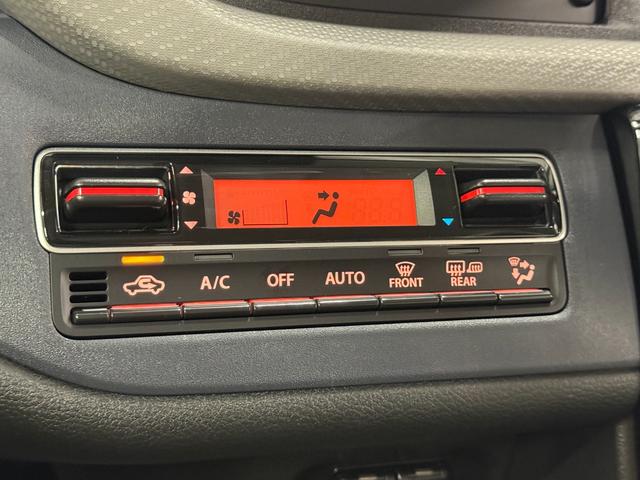 A/C OFF AUTO FRONT REAR